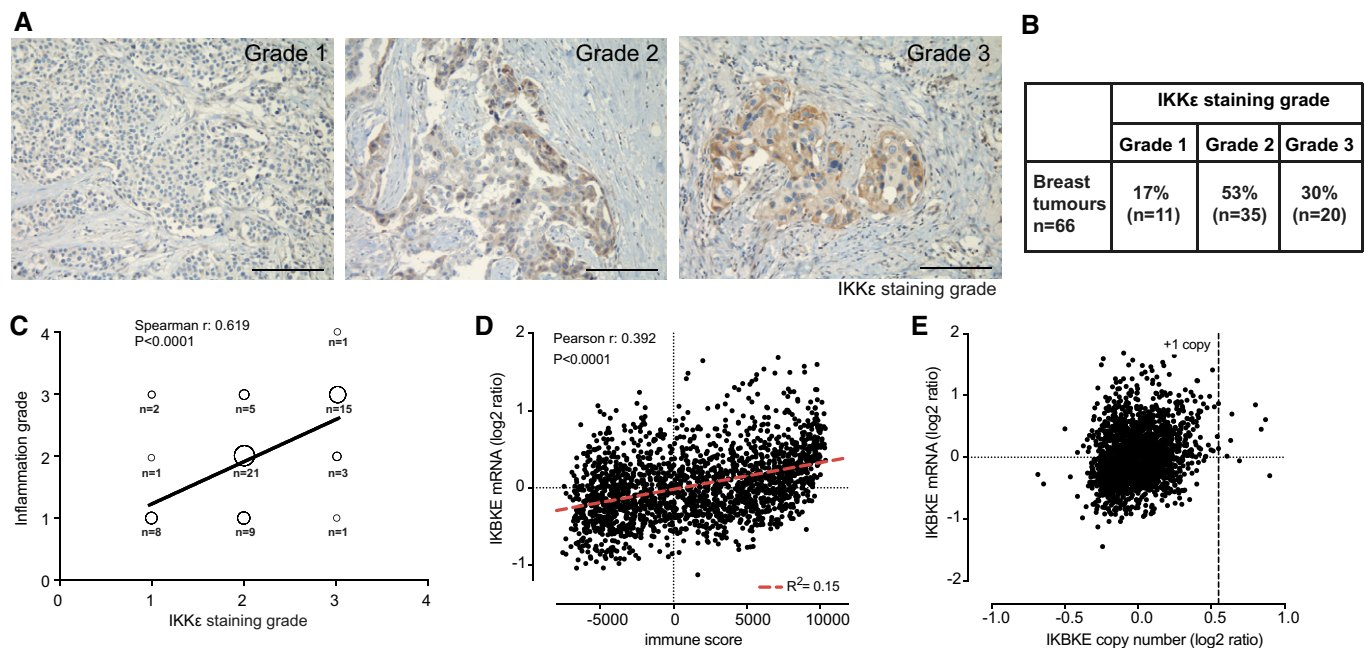 A
Grade 1
Grade 2
Grade 3
IKKε staining grade
B
IKKε staining grade
Grade 1 Grade 2 Grade 3
Breast
tumours
n=66
17%
(n=11)
53%
(n=35)
30%
(n=20)
C
Spearman r: 0.619
P<0.0001
Inflammation grade
4
3
2
1
0
n=1
n=2
n=5
n=15
n=1
n=21
n=3
n=8
n=9
n=1
0 1 2 3 4
IKKε staining grade
D
Pearson r: 0.392
P<0.0001
IKBKE mRNA (log2 ratio)
2
1
0
-1
R²= 0.15
-5000 0 5000 10000
immune score
E
+1 copy
IKBKE mRNA (log2 ratio)
2
1
0
-1
-2
-1.0 -0.5 0.0 0.5 1.0
IKBKE copy number (log2 ratio)